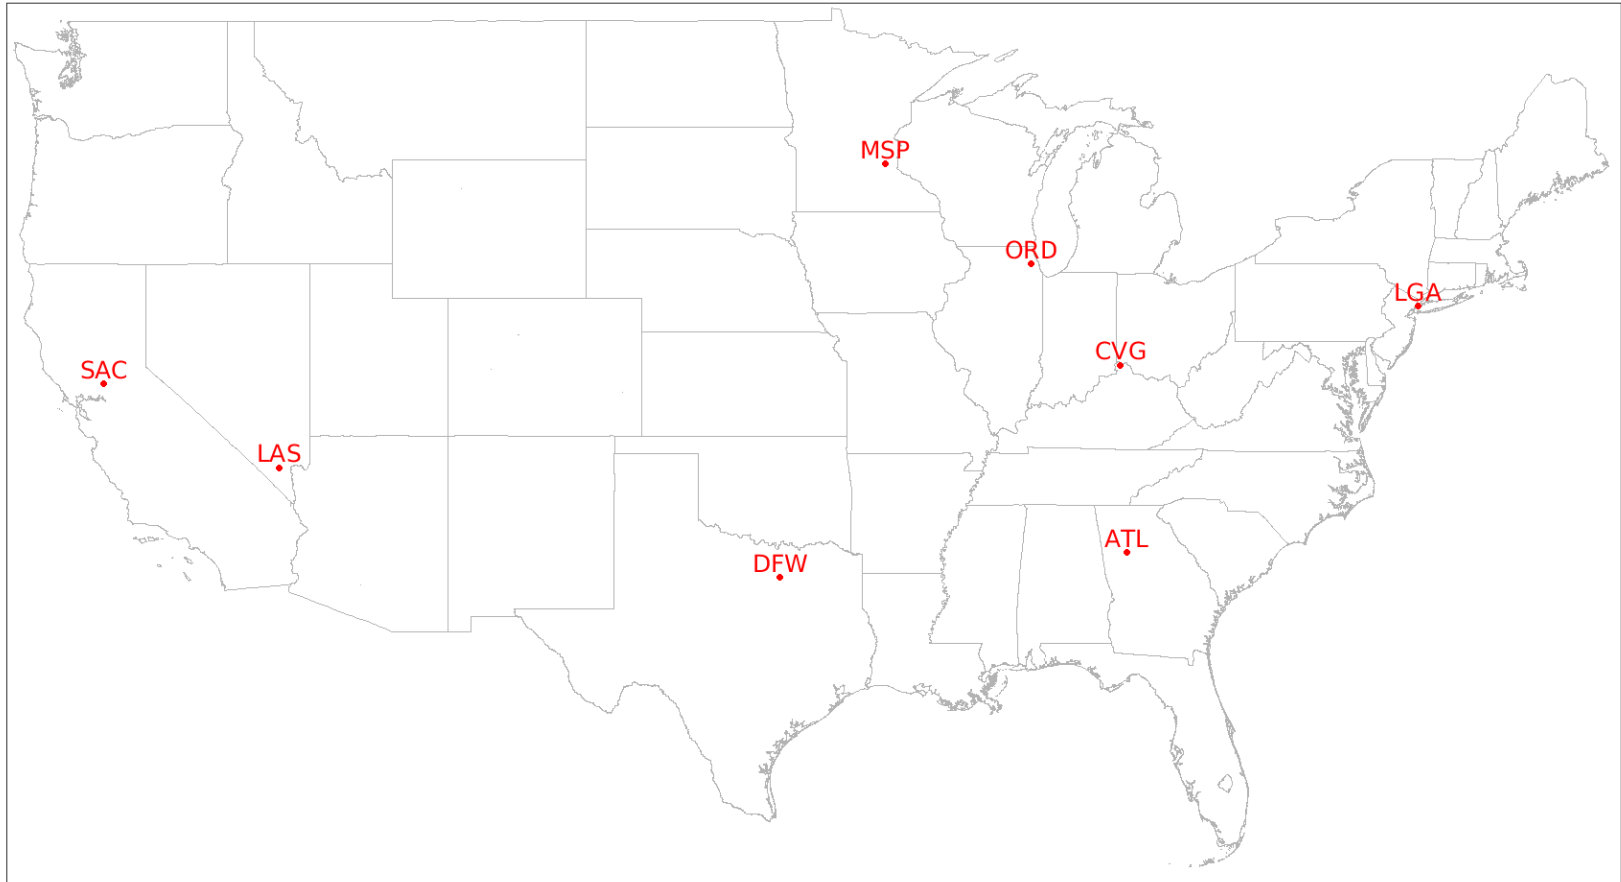 MSP
ORD
LGA
CVG
SAC
LAS
ATL
DFW